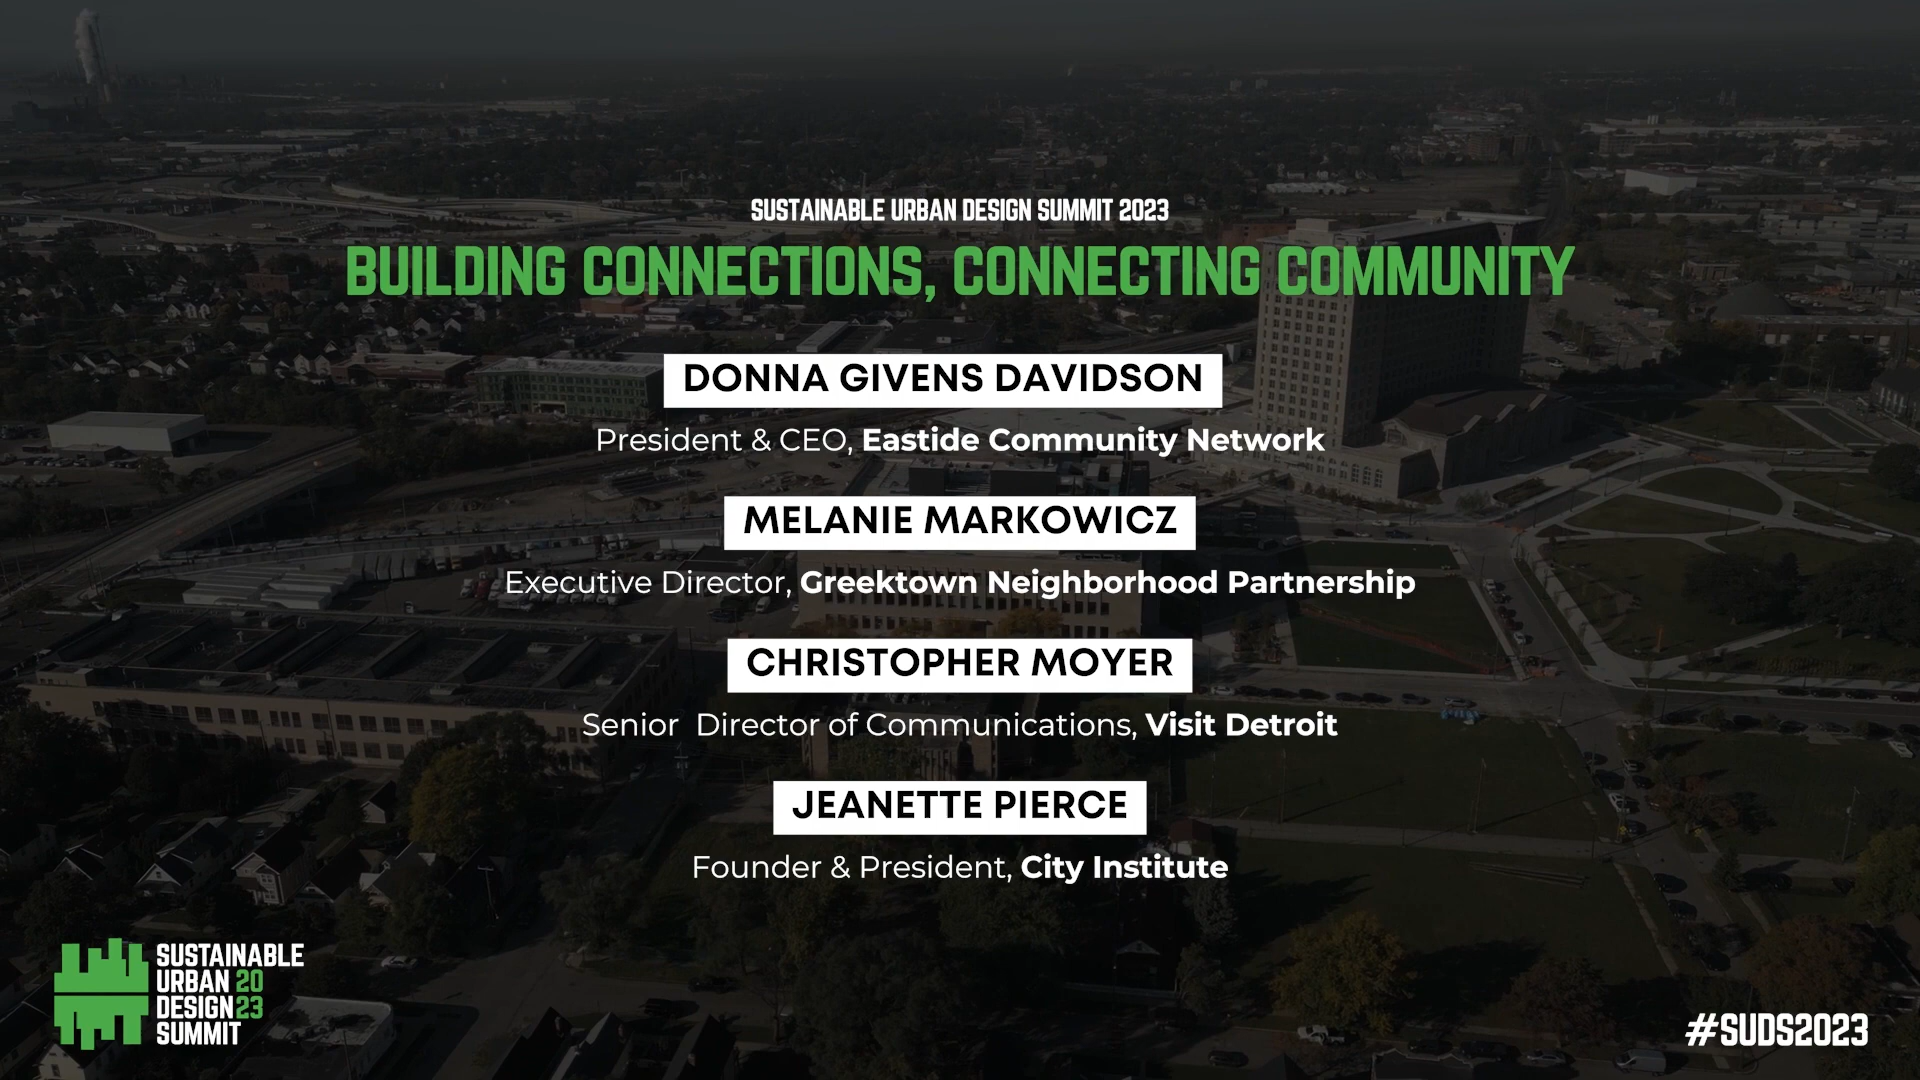 SUSTAINABLE URBAN DESIGN SUMMIT 2023
BUILDING CONNECTIONS, CONNECTING COMMUNITY
DONNA GIVENS DAVIDSON
President & CEO, Eastide Community Network
MELANIE MARKOWICZ
Executive Director, Greektown Neighborhood Partnership
CHRISTOPHER MOYER
Senior  Director of Communications, Visit Detroit
JEANETTE PIERCE
Founder & President, City Institute
SUSTAINABLE
URBAN 20
DESIGN 23
SUMMIT
#SUDS2023